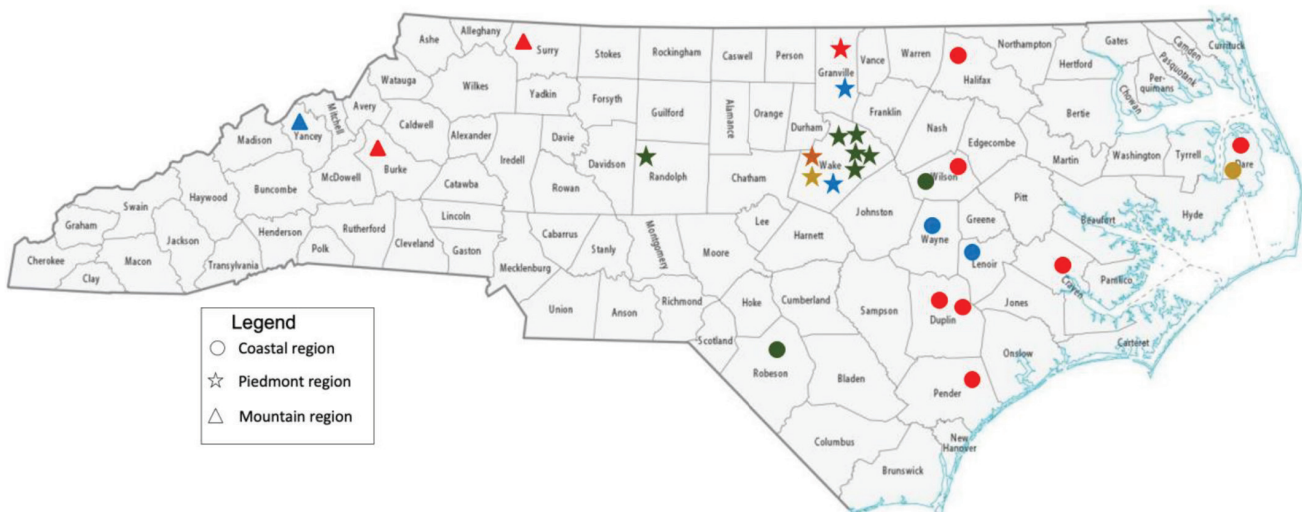 Ashe
Alleghany
Surry
Stokes
Rockingham
Caswell
Person
Granville
Vance
Warren
Halifax
Northampton
Gates
Hertford
Camden
Pasquotank
Currituck
Per-
quimans
Chowan
Watauga
Wilkes
Yadkin
Forsyth
Guilford
Alamance
Orange
Durham
Franklin
Nash
Edgecombe
Bertie
Avery
Mitchell
Yancey
Madison
Caldwell
Alexander
Iredell
Davie
Davidson
Randolph
Chatham
Wake
Wilson
Martin
Washington
Tyrrell
Dare
Burke
McDowell
Buncombe
Haywood
Swain
Graham
Catawba
Rowan
Johnston
Pitt
Greene
Beaufort
Hyde
Cherokee
Clay
Macon
Jackson
Transylvania
Henderson
Polk
Rutherford
Cleveland
Lincoln
Gaston
Mecklenburg
Cabarrus
Stanly
Montgomery
Moore
Lee
Harnett
Wayne
Lenoir
Craven
Pamlico
Union
Anson
Richmond
Hoke
Cumberland
Sampson
Duplin
Jones
Carteret
Onslow
Scotland
Robeson
Bladen
Pender
Columbus
New
Hanover
Brunswick
Legend
Coastal region
Piedmont region
Mountain region